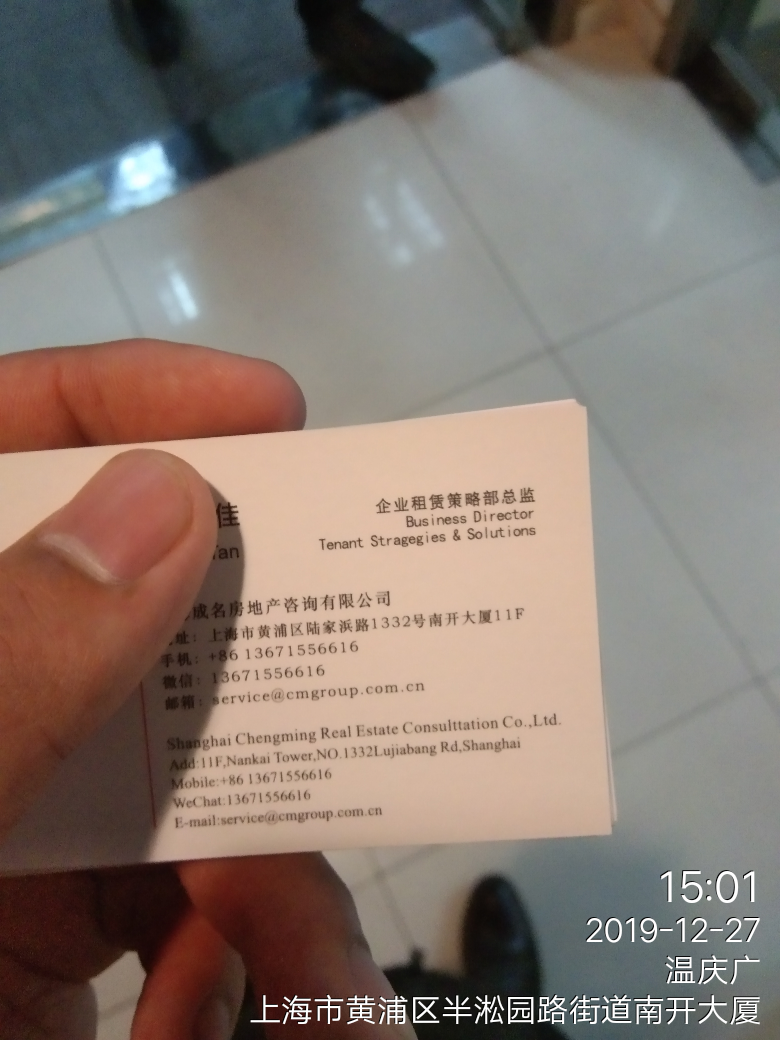 佳
企业租赁策略部总监
Business Director
Tenant Stragegies & Solutions
成名房地产咨询有限公司
址：上海市黄浦区陆家浜路1332号南开大厦11F
手机：+86 13671556616
微信：13671556616
邮箱：service@cmgroup.com.cn
Shanghai Chengming Real Estate Consulttation Co.,Ltd.
Add:11F,Nankai Tower,NO.1332Lujiabang Rd,Shanghai
Mobile:+86 13671556616
WeChat:13671556616
E-mail:service@cmgroup.com.cn
15:01
2019-12-27
温庆广
上海市黄浦区半淞园路街道南开大厦